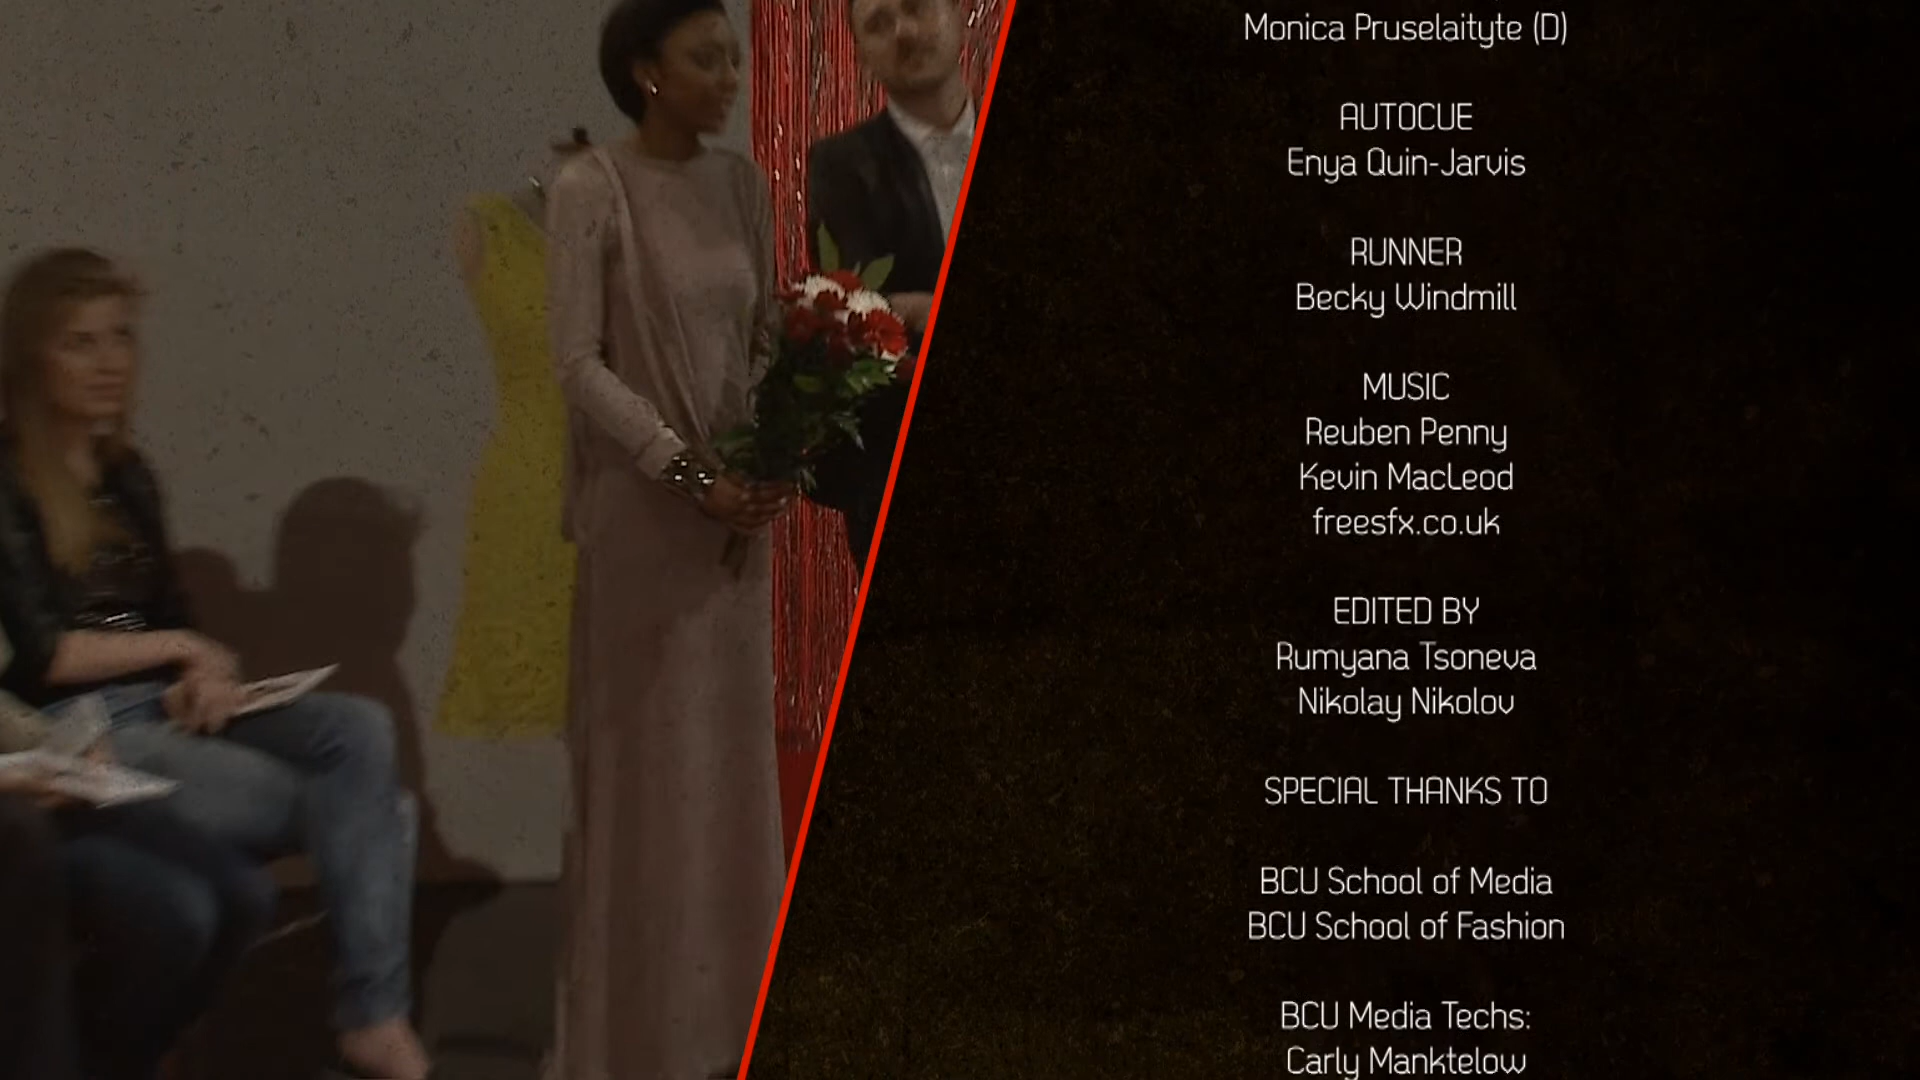 Monica Pruselaityte (D)
AUTOCUE
Enya Quin-Jarvis
RUNNER
Becky Windmill
MUSIC
Reuben Penny
Kevin MacLeod
freesfx.co.uk
EDITED BY
Rumyana Tsoneva
Nikolay Nikolov
SPECIAL THANKS TO
BCU School of Media
BCU School of Fashion
BCU Media Techs:
Carly Manktelow